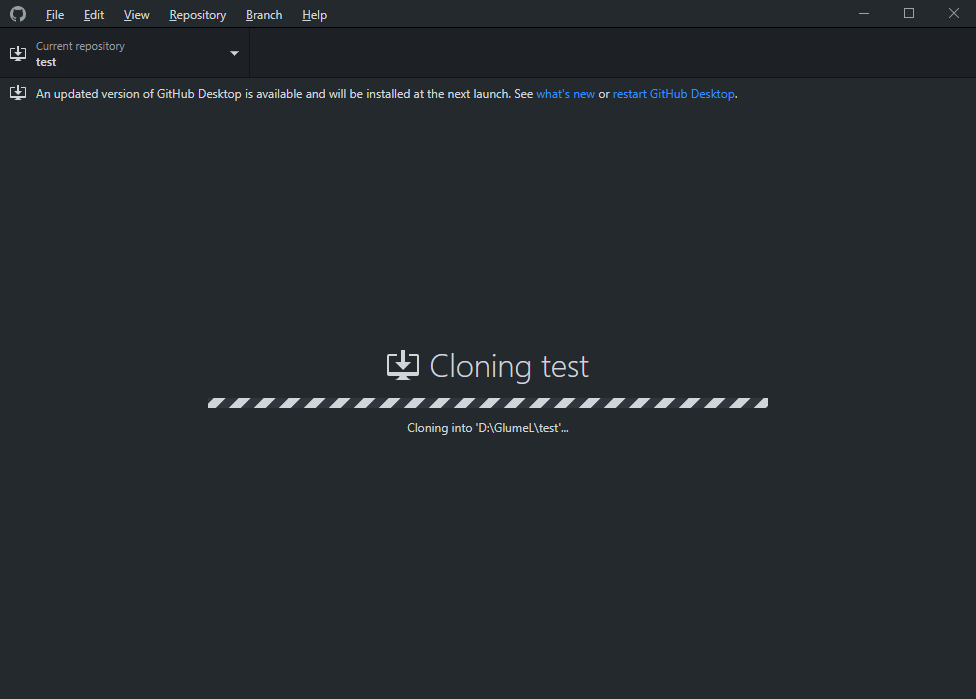 File Edit View Repository Branch Help
Current repository
test
An updated version of GitHub Desktop is available and will be installed at the next launch. See what's new or restart GitHub Desktop.
Cloning test
Cloning into 'D:\GlumeL\test'...